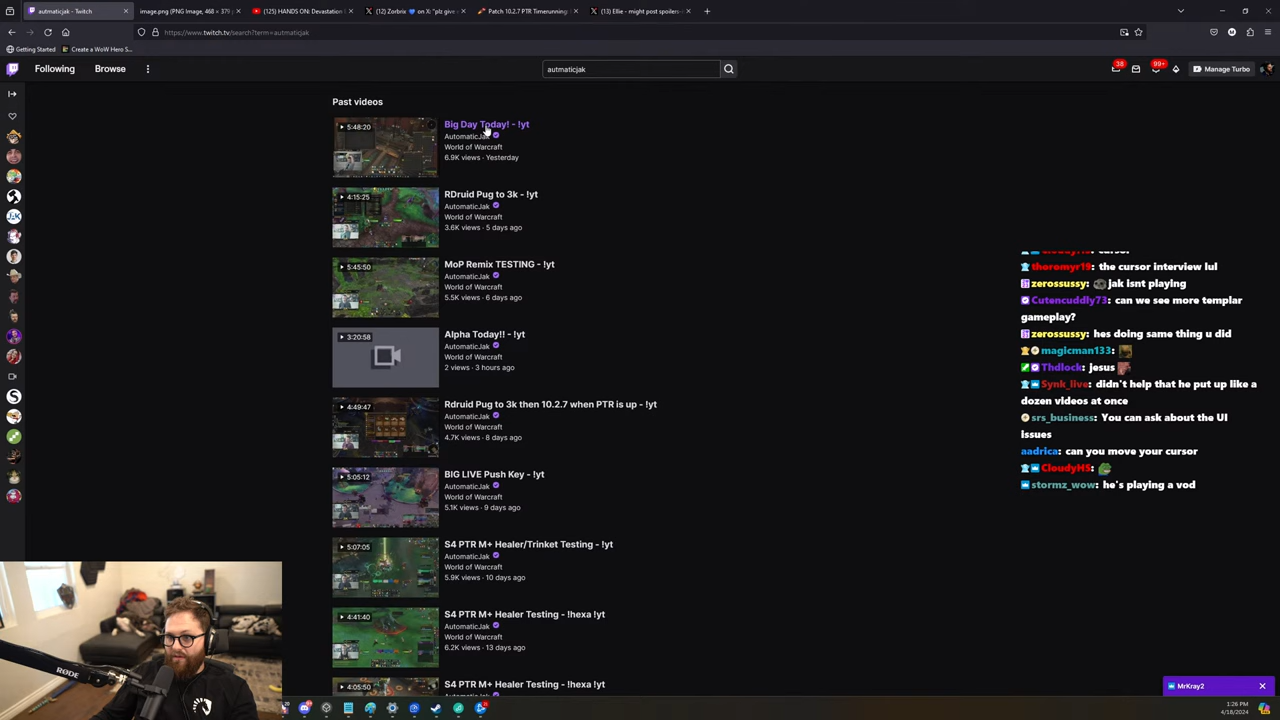 autmaticjak - Twitch
image.png (PNG Image, 468 × 379 p
(125) HANDS ON: Devastation
(12) Zorbrix 💙 on X: "plz give
Patch 10.2.7 PTR Timerunning:
(13) Ellie - might post spoilers-
https://www.twitch.tv/search?term=autmaticjak
Getting Started
Create a WoW Hero S...
Following
Browse
autmaticjak
38
99+
Manage Turbo
Past videos
5:48:20
Big Day Today! - !yt
AutomaticJak
World of Warcraft
6.9K views · Yesterday
4:15:25
RDruid Pug to 3k - !yt
AutomaticJak
World of Warcraft
3.6K views · 5 days ago
5:45:50
MoP Remix TESTING - !yt
AutomaticJak
World of Warcraft
5.5K views · 6 days ago
3:20:58
Alpha Today!! - !yt
AutomaticJak
World of Warcraft
2 views · 3 hours ago
4:49:47
Rdruid Pug to 3k then 10.2.7 when PTR is up - !yt
AutomaticJak
World of Warcraft
4.7K views · 8 days ago
5:05:12
BIG LIVE Push Key - !yt
AutomaticJak
World of Warcraft
5.1K views · 9 days ago
5:07:05
S4 PTR M+ Healer/Trinket Testing - !yt
AutomaticJak
World of Warcraft
5.9K views · 10 days ago
4:41:40
S4 PTR M+ Healer Testing - !hexa !yt
AutomaticJak
World of Warcraft
6.2K views · 13 days ago
4:05:50
S4 PTR M+ Healer Testing - !hexa !yt
thoromyr19: the cursor interview lul
zerossussy: jak isnt playing
Cutencuddly73: can we see more templar
gameplay?
zerossussy: hes doing same thing u did
magicman133:
Thdlock: jesus
Synk_live: didn't help that he put up like a
dozen videos at once
srs_business: You can ask about the UI
issues
aadrica: can you move your cursor
CloudyHS:
stormz_wow: he's playing a vod
RØDE
LIQUID
MrKray2
1:26 PM
4/18/2024